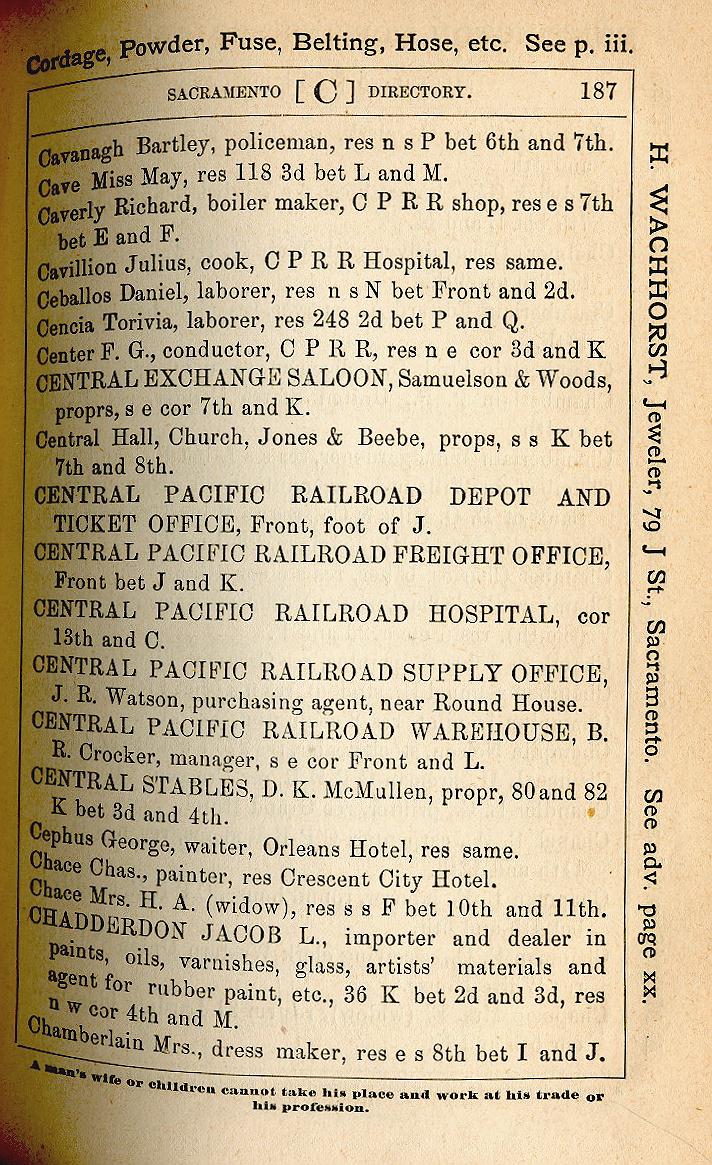 Cordage, Powder, Fuse, Belting, Hose, etc. See p. iii.
SACRAMENTO [ C ] DIRECTORY. 187
Cavanagh Bartley, policeman, res n s P bet 6th and 7th.
Cave Miss May, res 118 3d bet L and M.
Caverly Richard, boiler maker, C P R R shop, res e s 7th
bet E and F.
Cavillion Julius, cook, C P R R Hospital, res same.
Ceballos Daniel, laborer, res n s N bet Front and 2d.
Cencia Torivia, laborer, res 248 2d bet P and Q.
Center F. G., conductor, C P R R, res n e cor 3d and K
CENTRAL EXCHANGE SALOON, Samuelson & Woods,
proprs, s e cor 7th and K.
Central Hall, Church, Jones & Beebe, props, s s K bet
7th and 8th.
CENTRAL PACIFIC RAILROAD DEPOT AND
TICKET OFFICE, Front, foot of J.
CENTRAL PACIFIC RAILROAD FREIGHT OFFICE,
Front bet J and K.
CENTRAL PACIFIC RAILROAD HOSPITAL, cor
13th and C.
CENTRAL PACIFIC RAILROAD SUPPLY OFFICE,
J. R. Watson, purchasing agent, near Round House.
CENTRAL PACIFIC RAILROAD WAREHOUSE, B.
R. Crocker, manager, s e cor Front and L.
CENTRAL STABLES, D. K. McMullen, propr, 80 and 82
K bet 3d and 4th.
Cephus George, waiter, Orleans Hotel, res same.
Chace Chas., painter, res Crescent City Hotel.
Chace Mrs. H. A. (widow), res s s F bet 10th and 11th.
CHADDERDON JACOB L., importer and dealer in
paints, oils, varnishes, glass, artists' materials and
agent for rubber paint, etc., 36 K bet 2d and 3d, res
n w cor 4th and M.
Chamberlain Mrs., dress maker, res e s 8th bet I and J.
A man's wife or children cannot take his place and work at his trade or
his profession.
H. WACHHORST, Jeweler, 79 J St., Sacramento. See adv. page xx.